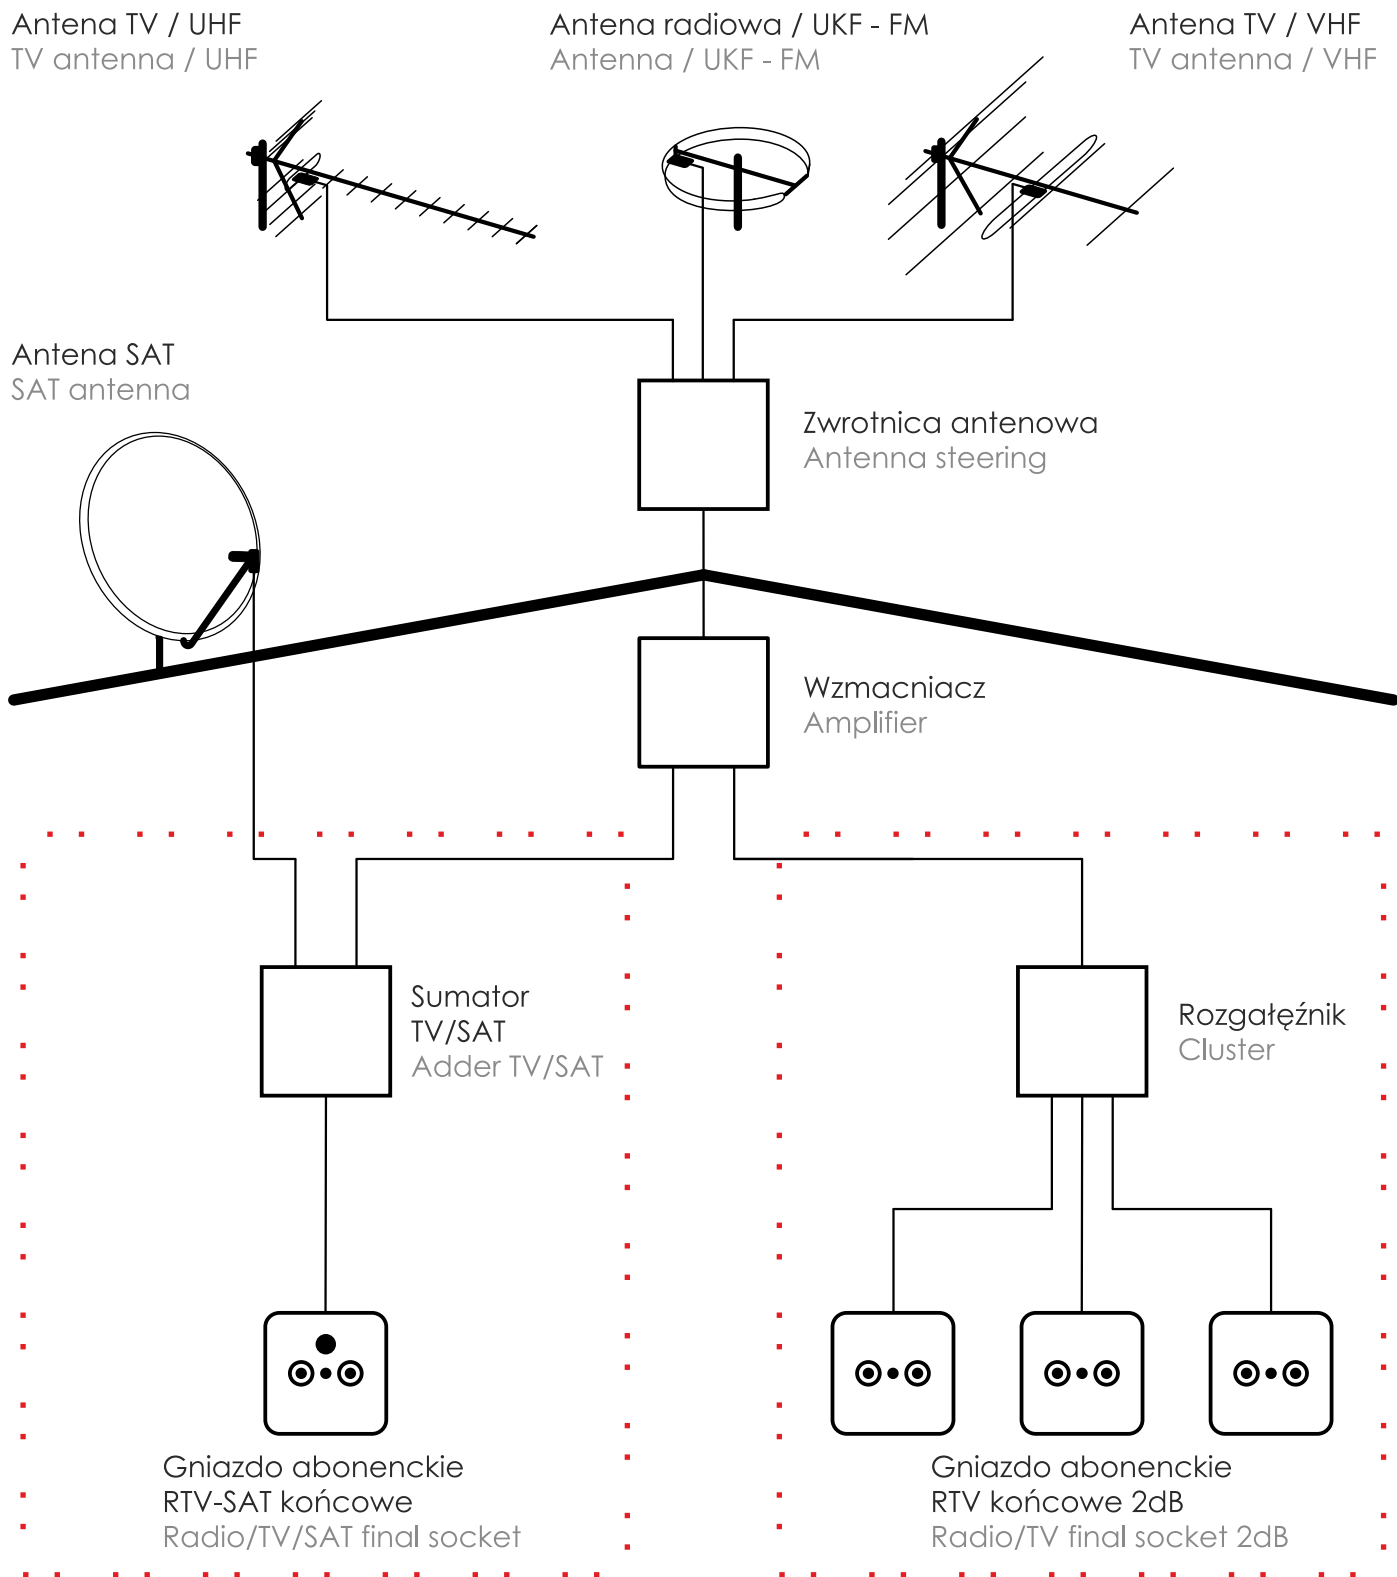 Antena TV / UHF
TV antenna / UHF
Antena radiowa / UKF - FM
Antenna / UKF - FM
Antena TV / VHF
TV antenna / VHF
Antena SAT
SAT antenna
Zwrotnica antenowa
Antenna steering
Wzmacniacz
Amplifier
Sumator
TV/SAT
Adder TV/SAT
Rozgałęźnik
Cluster
Gniazdo abonenckie
RTV-SAT końcowe
Radio/TV/SAT final socket
Gniazdo abonenckie
RTV końcowe 2dB
Radio/TV final socket 2dB